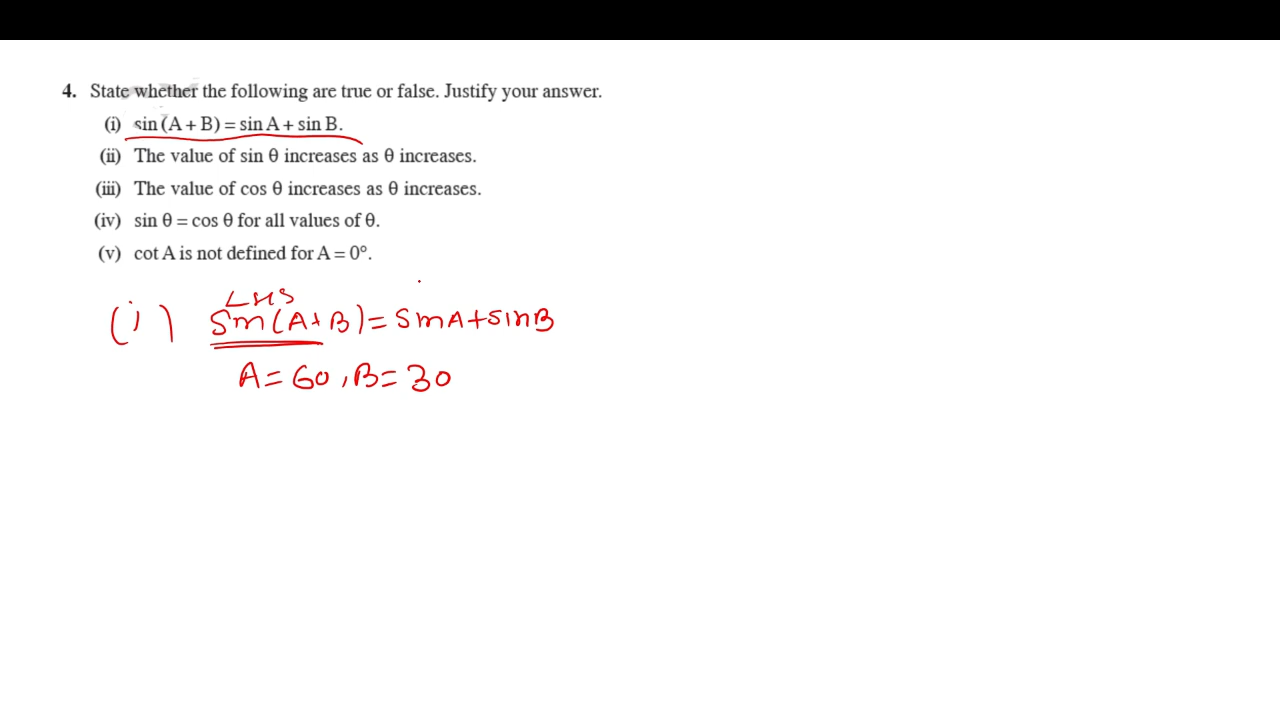 4. State whether the following are true or false. Justify your answer.
(i) sin (A + B) = sin A + sin B.
(ii) The value of sin θ increases as θ increases.
(iii) The value of cos θ increases as θ increases.
(iv) sin θ = cos θ for all values of θ.
(v) cot A is not defined for A = 0°.
LHS
(i) sin(A+B)=sinA+sinB
A=60, B=30